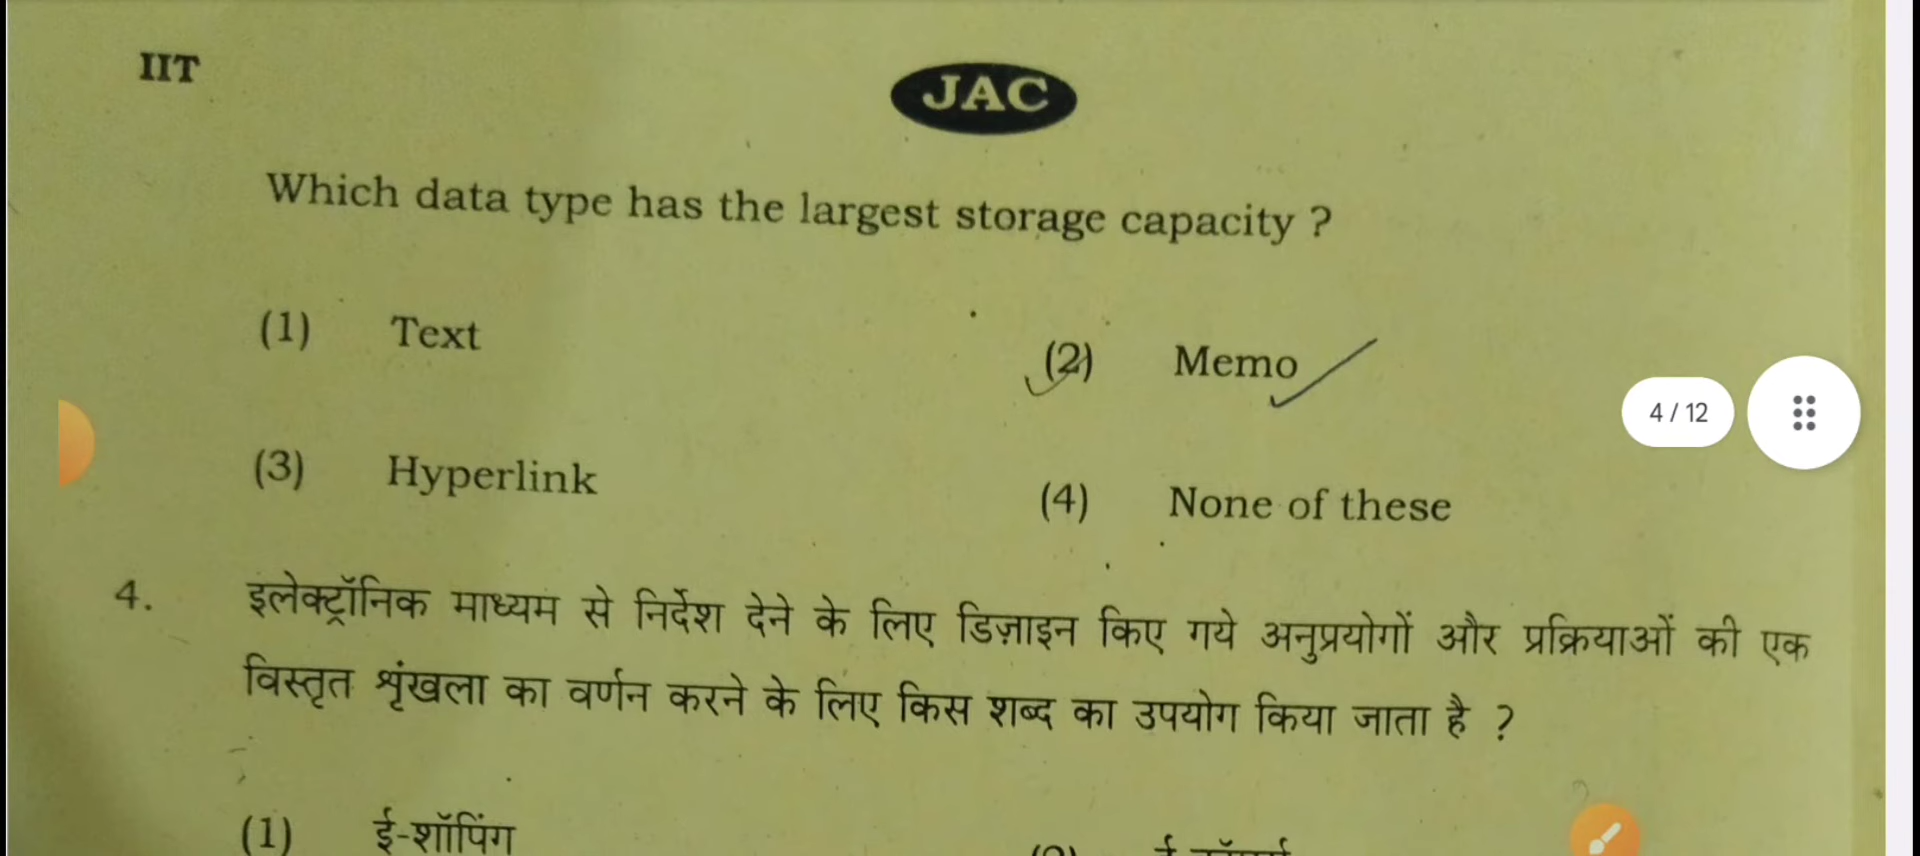 IIT
JAC
Which data type has the largest storage capacity ?
(1) Text
(2) Memo
(3) Hyperlink
(4) None of these
4 / 12
4. इलेक्ट्रॉनिक माध्यम से निर्देश देने के लिए डिज़ाइन किए गये अनुप्रयोगों और प्रक्रियाओं की एक
विस्तृत श्रृंखला का वर्णन करने के लिए किस शब्द का उपयोग किया जाता है ?
(1) ई-शॉपिंग